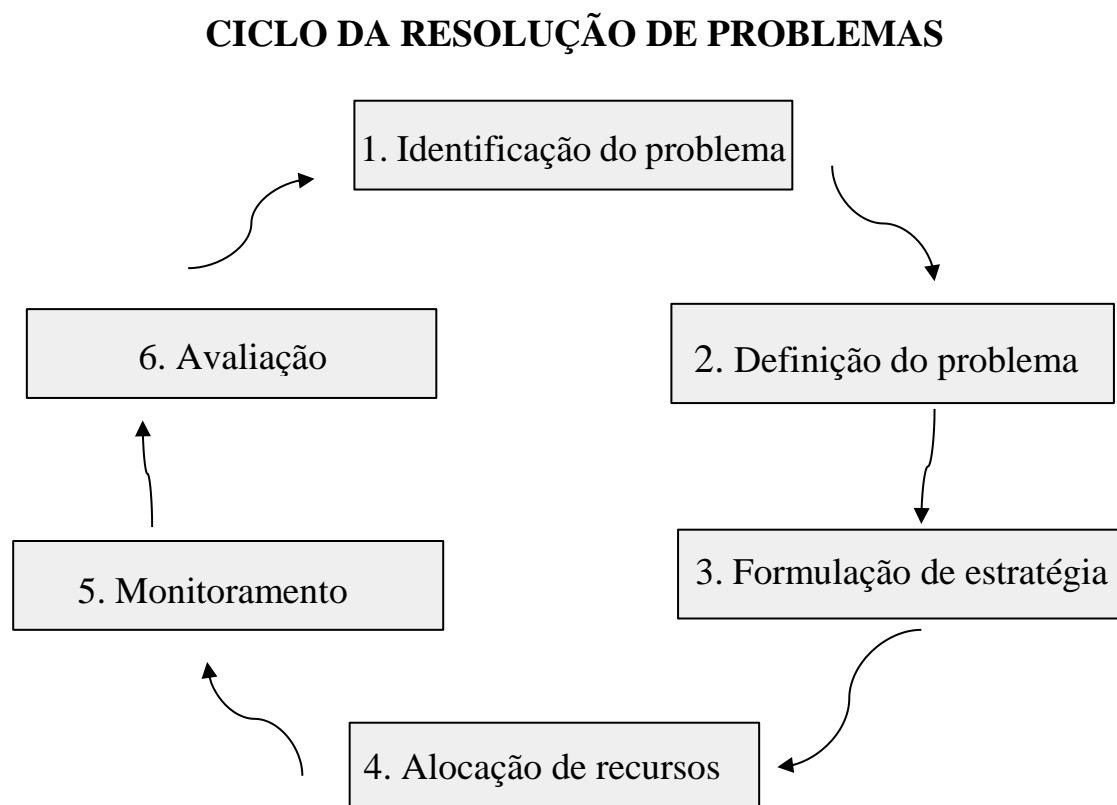 CICLO DA RESOLUÇÃO DE PROBLEMAS
1. Identificação do problema
2. Definição do problema
3. Formulação de estratégia
4. Alocação de recursos
5. Monitoramento
6. Avaliação